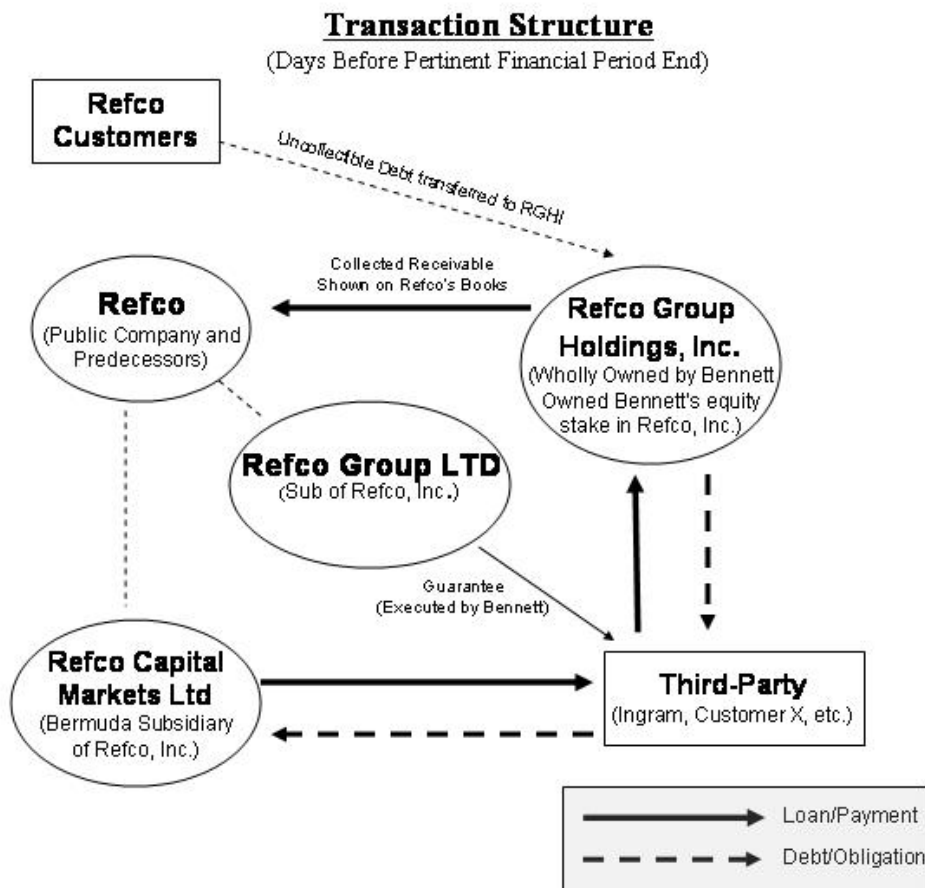 Transaction Structure
(Days Before Pertinent Financial Period End)
Refco
Customers
Uncollectible Debt transferred to RGHI
Collected Receivable
Shown on Refco's Books
Refco
(Public Company and
Predecessors)
Refco Group
Holdings, Inc.
(Wholly Owned by Bennett
Owned Bennett's equity
stake in Refco, Inc.)
Refco Group LTD
(Sub of Refco, Inc.)
Guarantee
(Executed by Bennett)
Refco Capital
Markets Ltd
(Bermuda Subsidiary
of Refco, Inc.)
Third-Party
(Ingram, Customer X, etc.)
Loan/Payment
Debt/Obligation